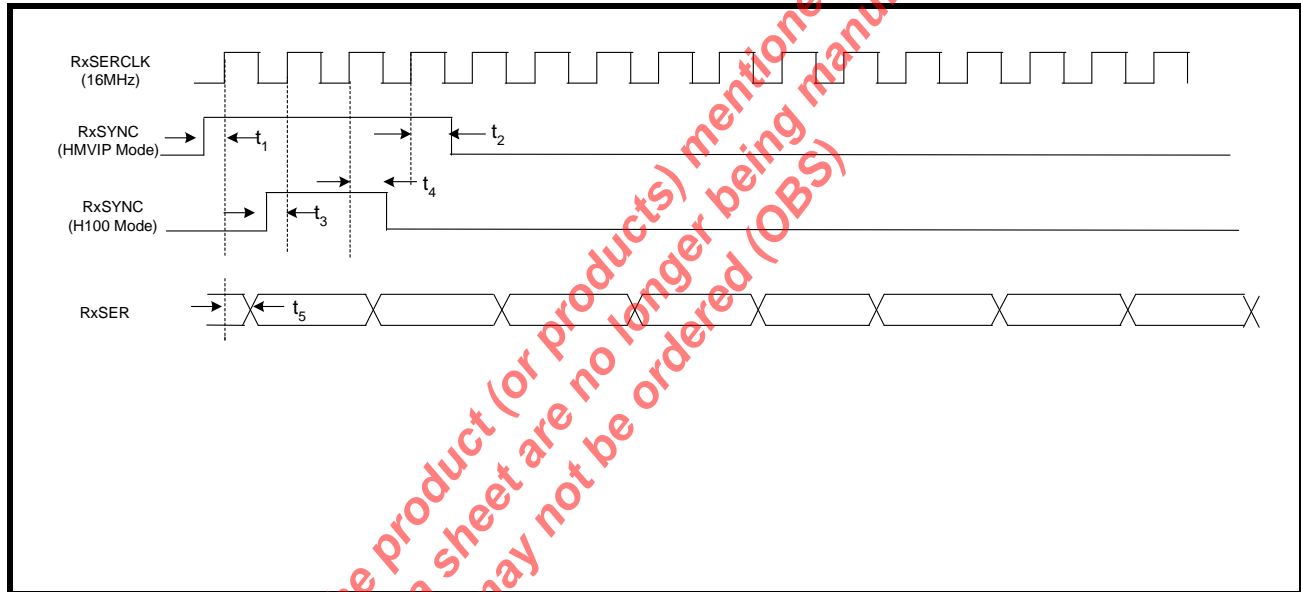 RxSERCLK
(16MHz)
RxSYNC
(HMVIP Mode)
t1
t2
RxSYNC
(H100 Mode)
t3
t4
RxSER
t5
product (or products) mentione
sheet are no longer being manu
may not be ordered (OBS)